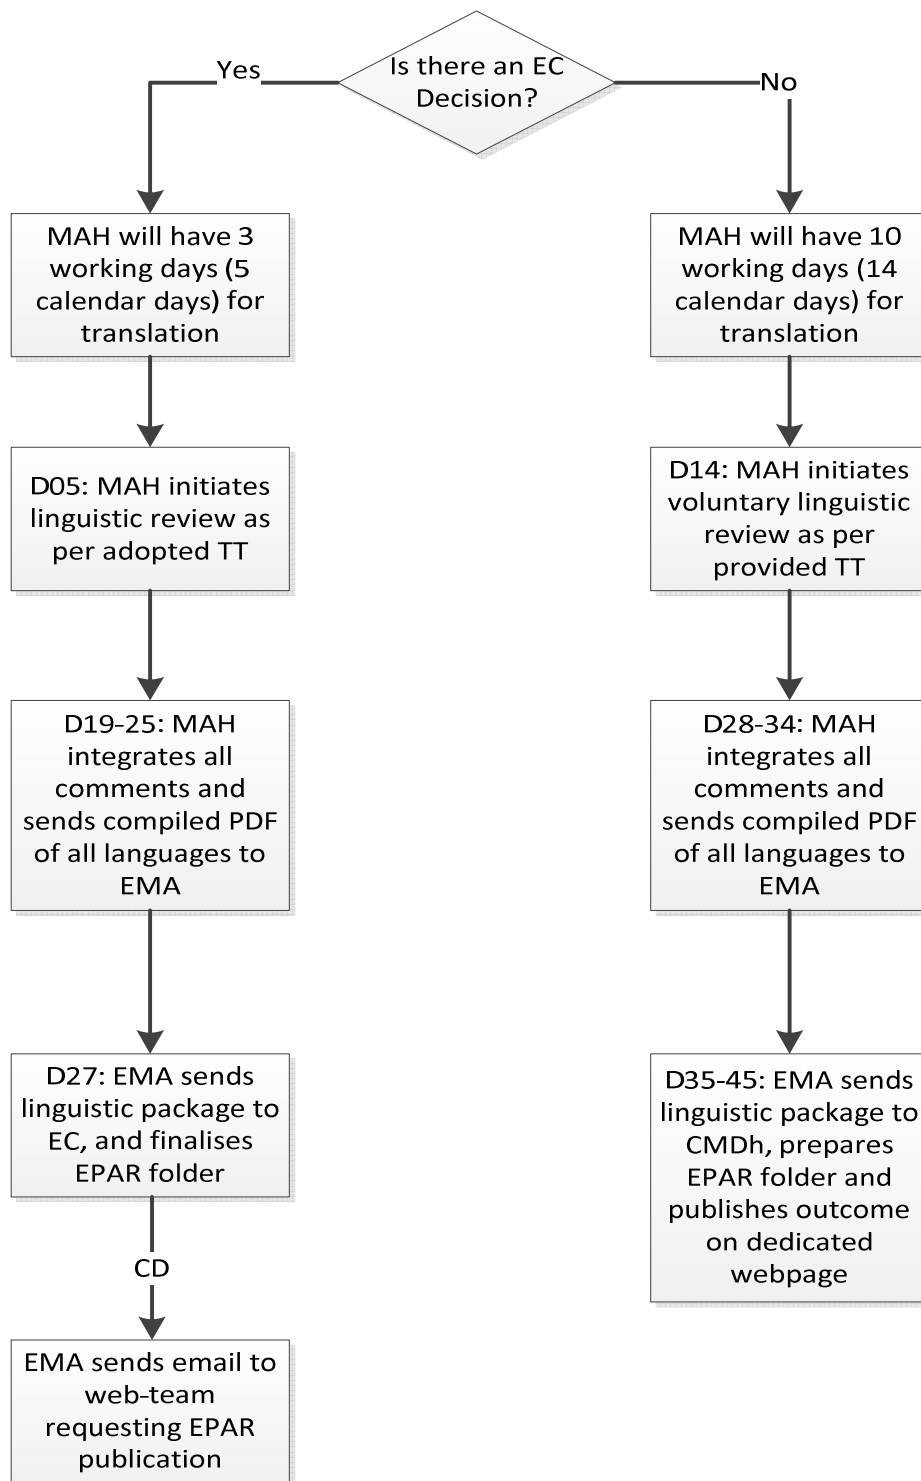 Is there an EC
Decision?
Yes
No
MAH will have 3
working days (5
calendar days) for
translation
MAH will have 10
working days (14
calendar days) for
translation
D05: MAH initiates
linguistic review as
per adopted TT
D14: MAH initiates
voluntary linguistic
review as per
provided TT
D19-25: MAH
integrates all
comments and
sends compiled PDF
of all languages to
EMA
D28-34: MAH
integrates all
comments and
sends compiled PDF
of all languages to
EMA
D27: EMA sends
linguistic package to
EC, and finalises
EPAR folder
D35-45: EMA sends
linguistic package to
CMDh, prepares
EPAR folder and
publishes outcome
on dedicated
webpage
CD
EMA sends email to
web-team
requesting EPAR
publication